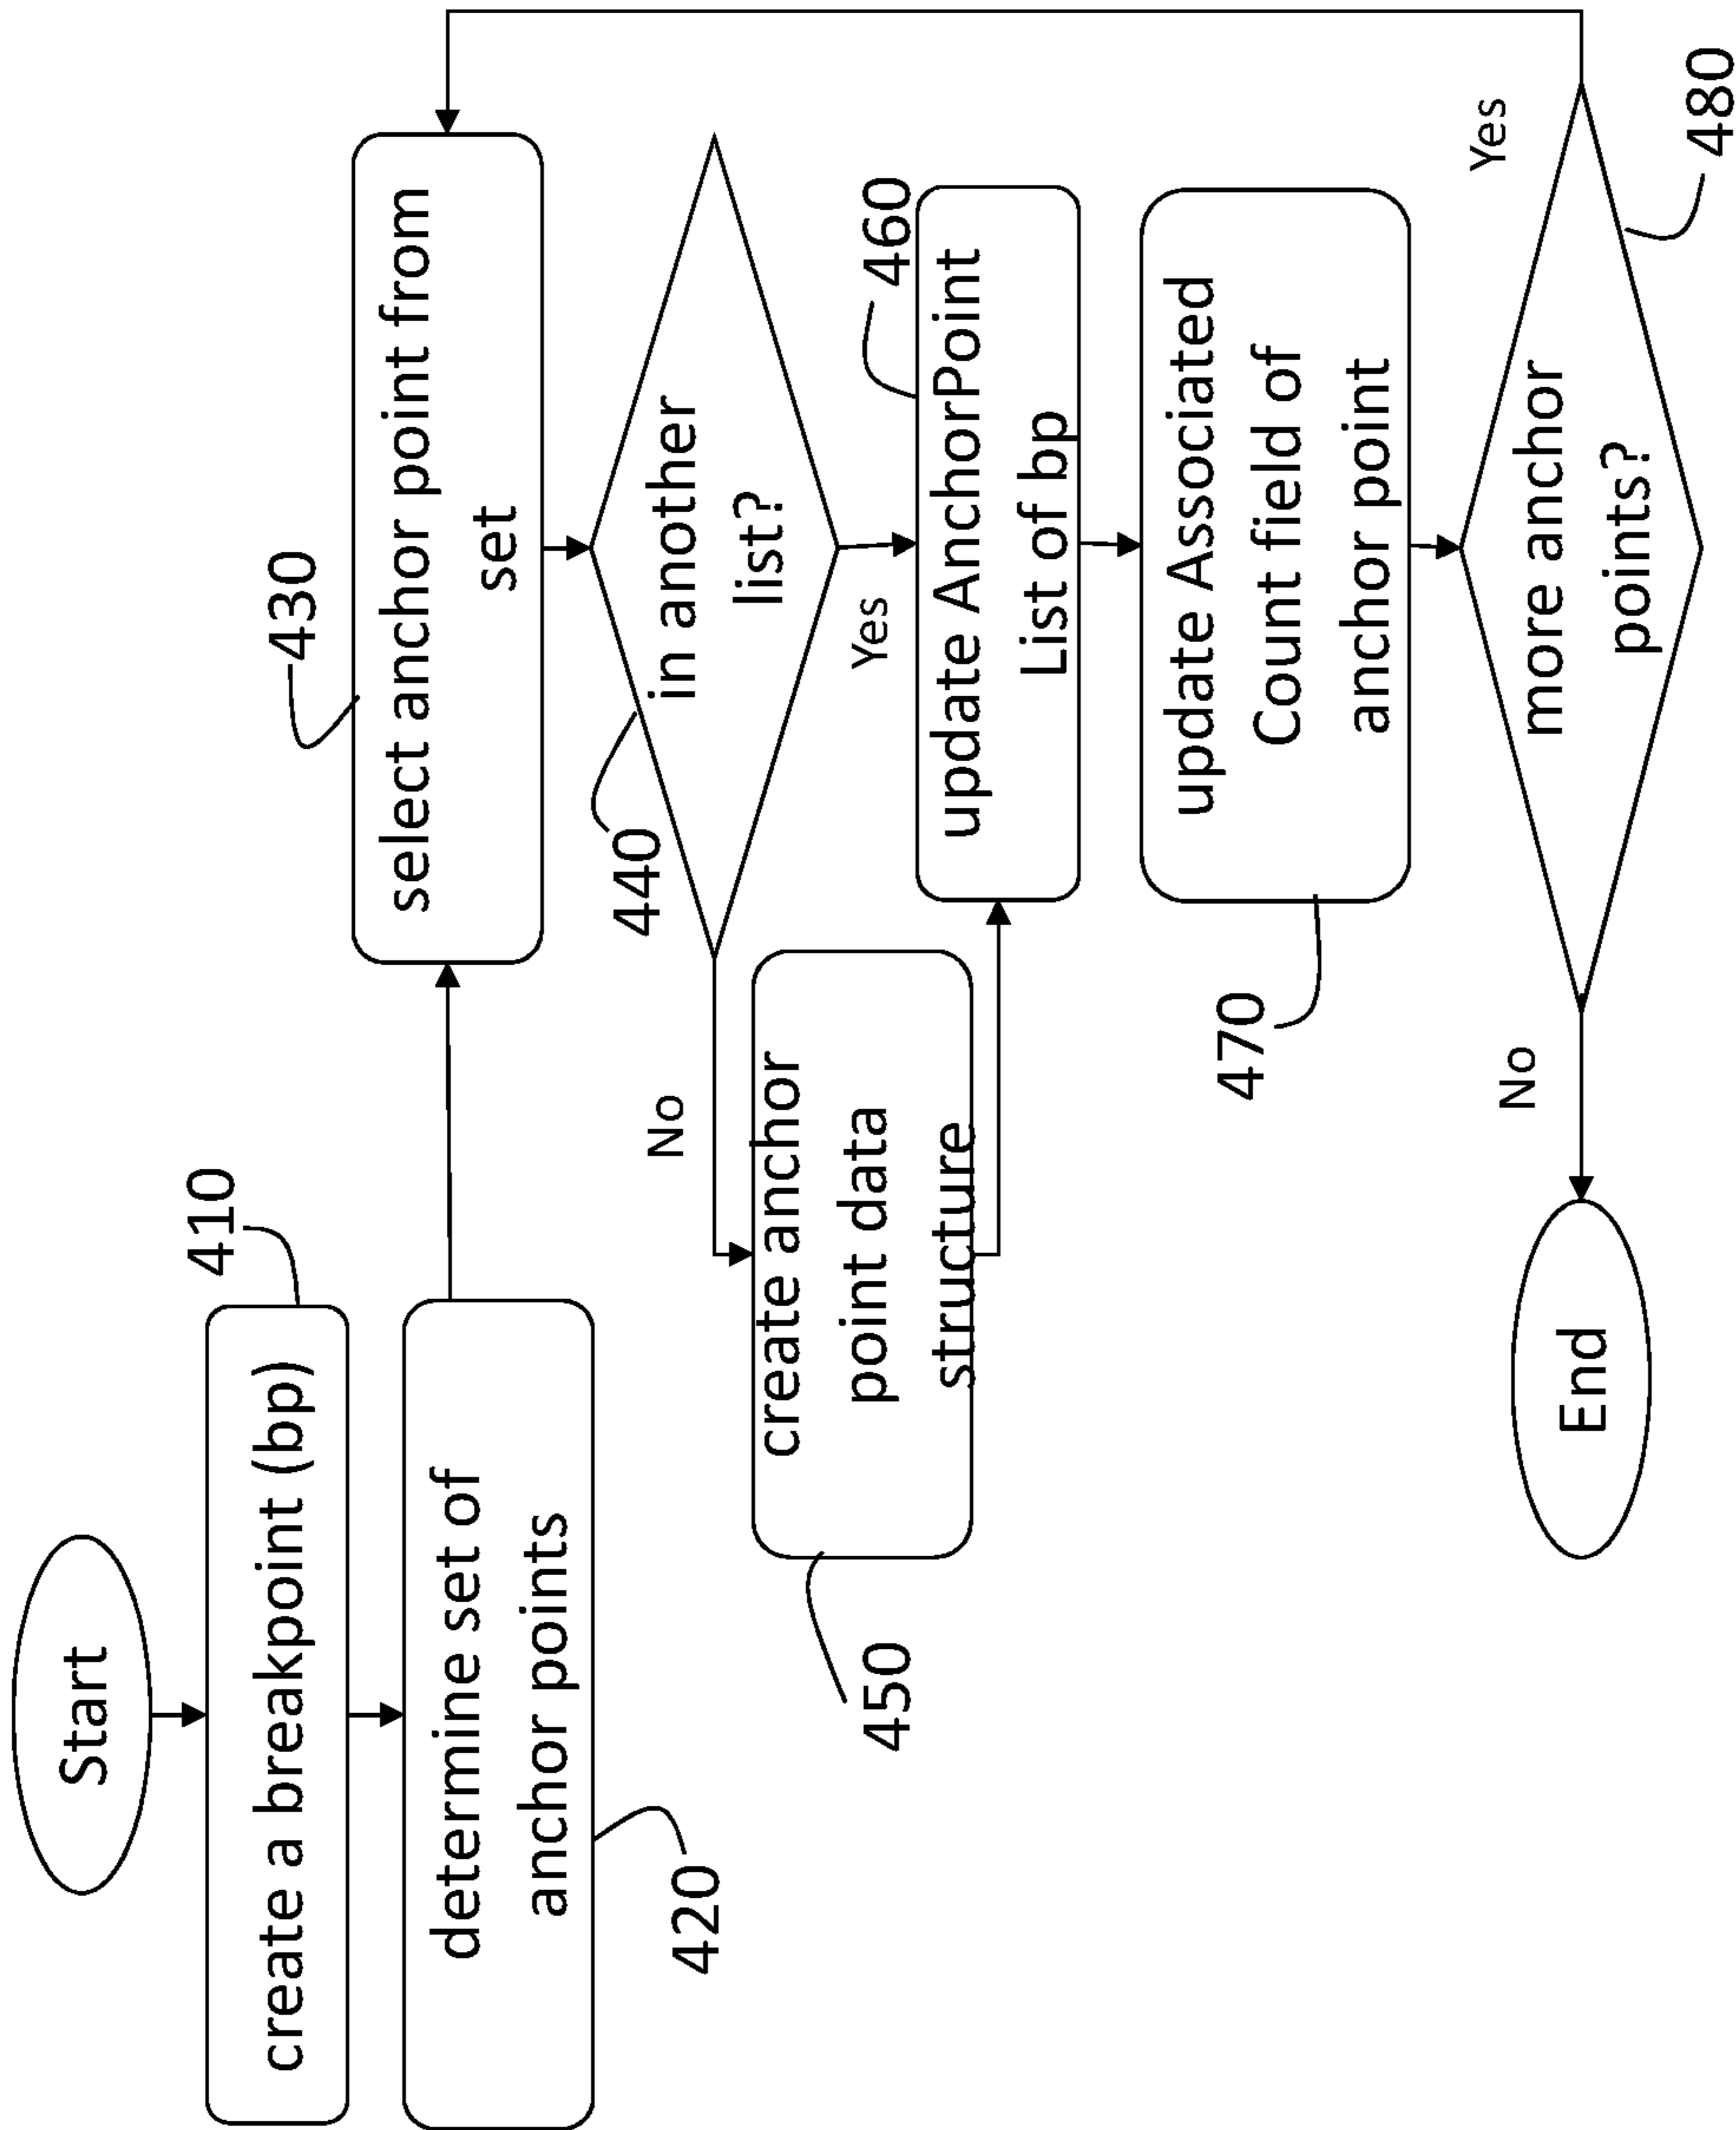 Start
410
create a breakpoint (bp)
determine set of
anchor points
420
430
select anchor point from
set
440
in another
list?
No
Yes
450
create anchor
point data
structure
460
update AnchorPoint
List of bp
470
update Associated
Count field of
anchor point
480
more anchor
points?
Yes
No
End